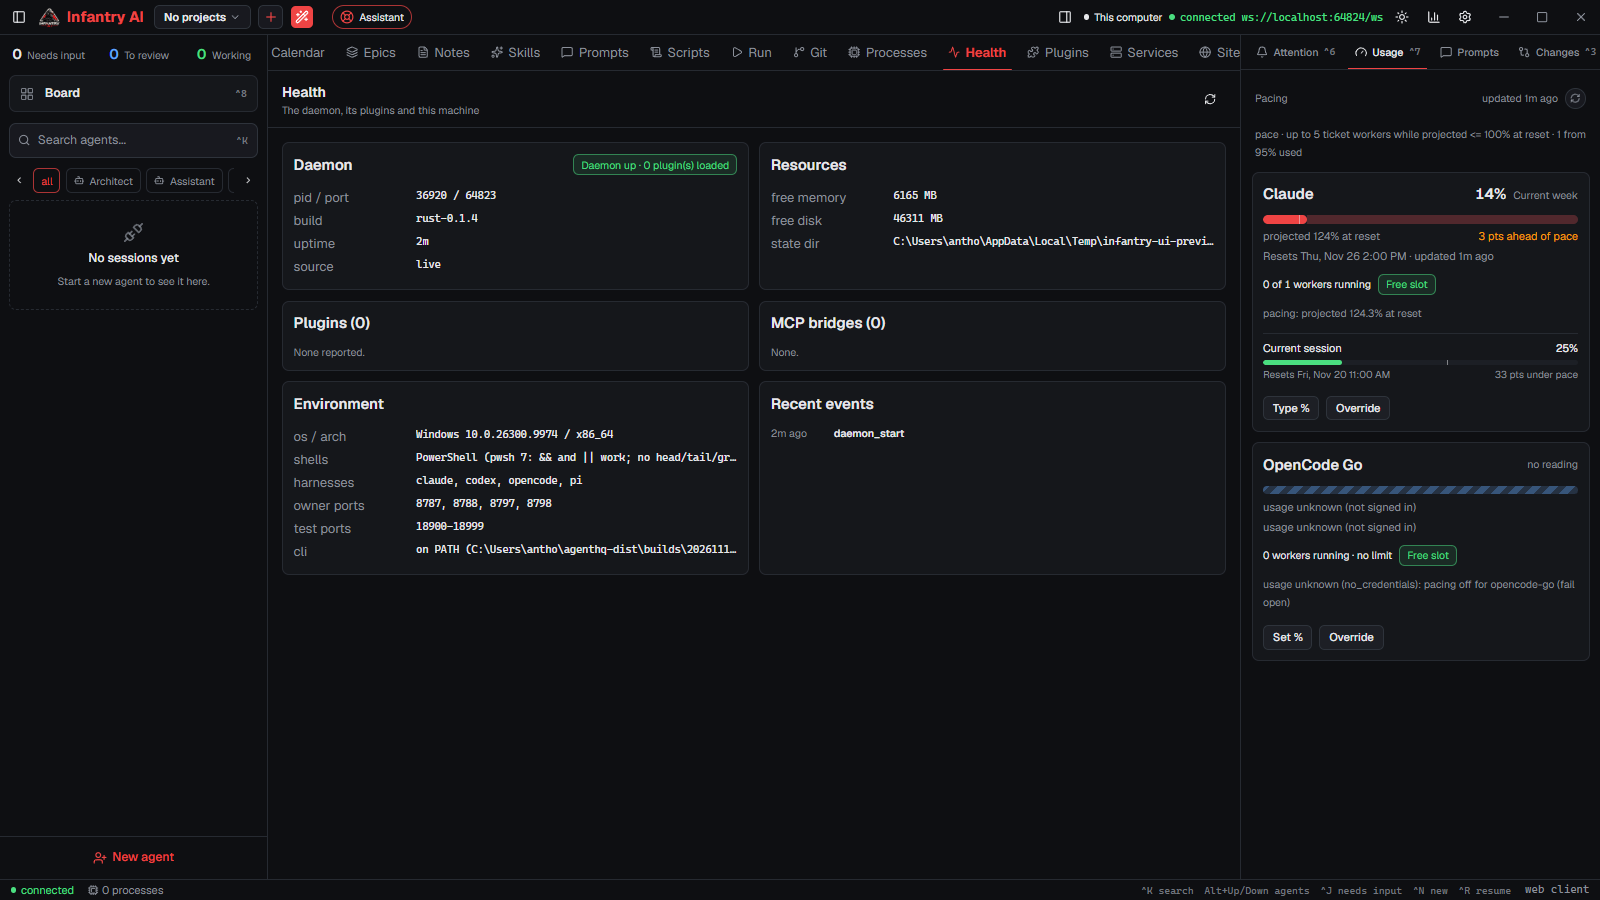 Infantry AI
No projects
Assistant
This computer
connected ws://localhost:64824/ws
0 Needs input
0 To review
0 Working
Calendar
Epics
Notes
Skills
Prompts
Scripts
Run
Git
Processes
Health
Plugins
Services
Site
Attention ^6
Usage ^7
Prompts
Changes ^3
Board ^8
Search agents... ^K
all
Architect
Assistant
No sessions yet
Start a new agent to see it here.
New agent
Health
The daemon, its plugins and this machine
Daemon
Daemon up · 0 plugin(s) loaded
pid / port 36920 / 64823
build rust-0.1.4
uptime 2m
source live
Resources
free memory 6165 MB
free disk 46311 MB
state dir C:\Users\antho\AppData\Local\Temp\infantry-ui-previ…
Plugins (0)
None reported.
MCP bridges (0)
None.
Environment
os / arch Windows 10.0.26300.9974 / x86_64
shells PowerShell (pwsh 7: && and || work; no head/tail/gr…
harnesses claude, codex, opencode, pi
owner ports 8787, 8788, 8797, 8798
test ports 18900-18999
cli on PATH (C:\Users\antho\agenthq-dist\builds\2026111…
Recent events
2m ago daemon_start
Pacing
updated 1m ago
pace · up to 5 ticket workers while projected <= 100% at reset · 1 from
95% used
Claude
14% Current week
projected 124% at reset
3 pts ahead of pace
Resets Thu, Nov 26 2:00 PM · updated 1m ago
0 of 1 workers running
Free slot
pacing: projected 124.3% at reset
Current session
25%
Resets Fri, Nov 20 11:00 AM
33 pts under pace
Type %
Override
OpenCode Go
no reading
usage unknown (not signed in)
usage unknown (not signed in)
0 workers running · no limit
Free slot
usage unknown (no_credentials): pacing off for opencode-go (fail
open)
Set %
Override
connected
0 processes
^K search
Alt+Up/Down agents
^J needs input
^N new
^R resume
web client